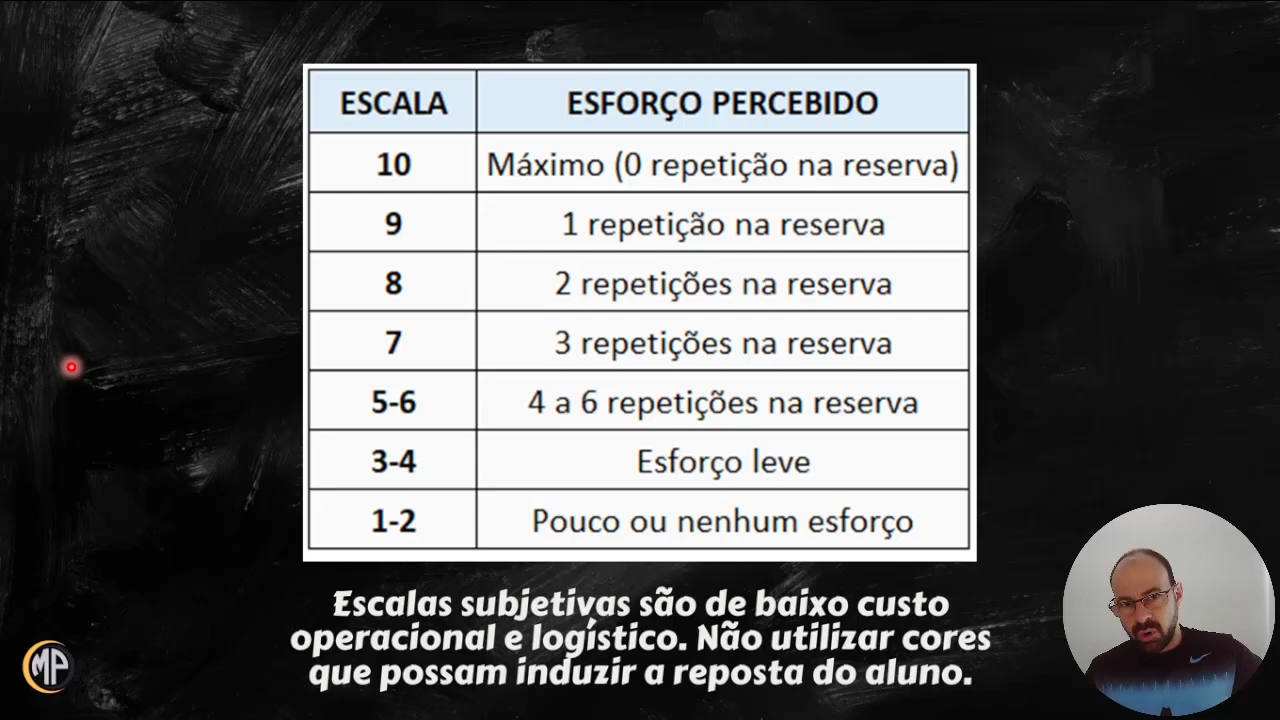 ESCALA ESFORÇO PERCEBIDO
10 Máximo (0 repetição na reserva)
9 1 repetição na reserva
8 2 repetições na reserva
7 3 repetições na reserva
5-6 4 a 6 repetições na reserva
3-4 Esforço leve
1-2 Pouco ou nenhum esforço
Escalas subjetivas são de baixo custo
operacional e logístico. Não utilizar cores
que possam induzir a reposta do aluno.
MP